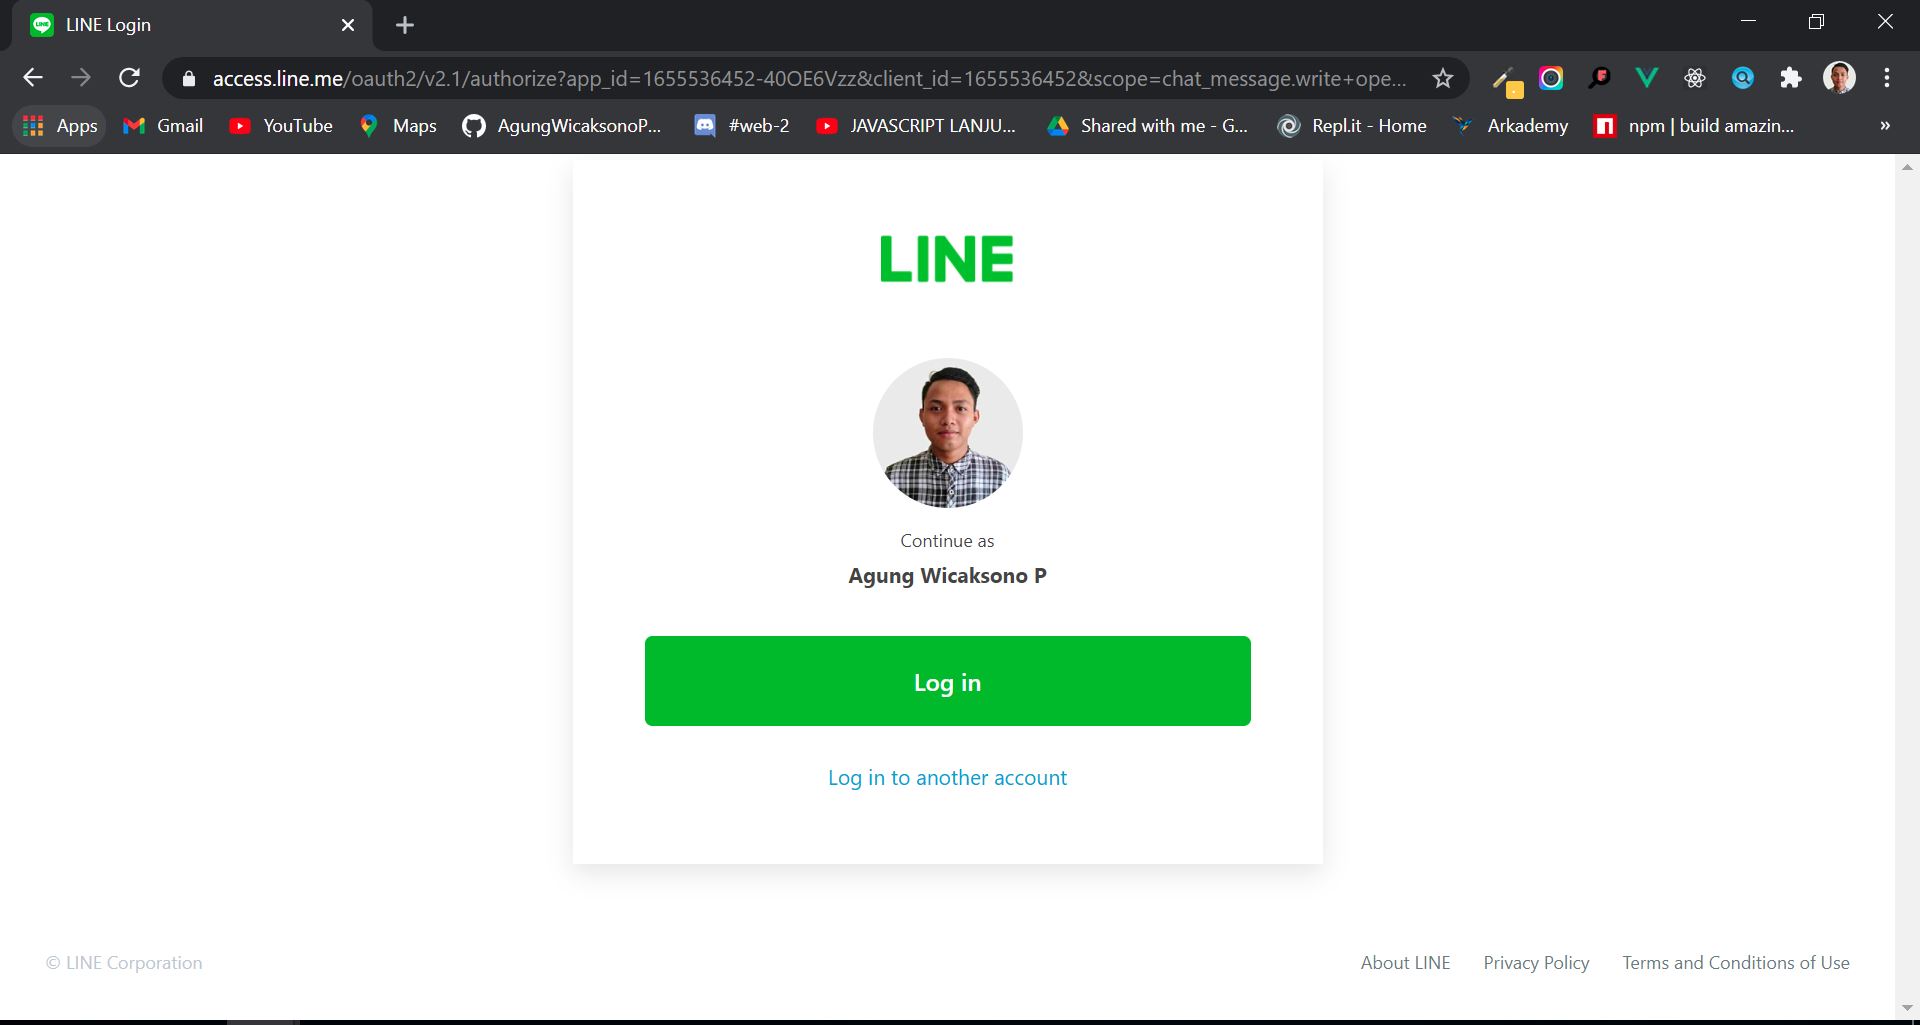 LINE Login
access.line.me/oauth2/v2.1/authorize?app_id=1655536452-40OE6Vzz&client_id=1655536452&scope=chat_message.write+ope...
Apps Gmail YouTube Maps AgungWicaksonoP... #web-2 JAVASCRIPT LANJU... Shared with me - G... Repl.it - Home Arkademy npm | build amazin... »
LINE
Continue as
Agung Wicaksono P
Log in
Log in to another account
© LINE Corporation About LINE Privacy Policy Terms and Conditions of Use